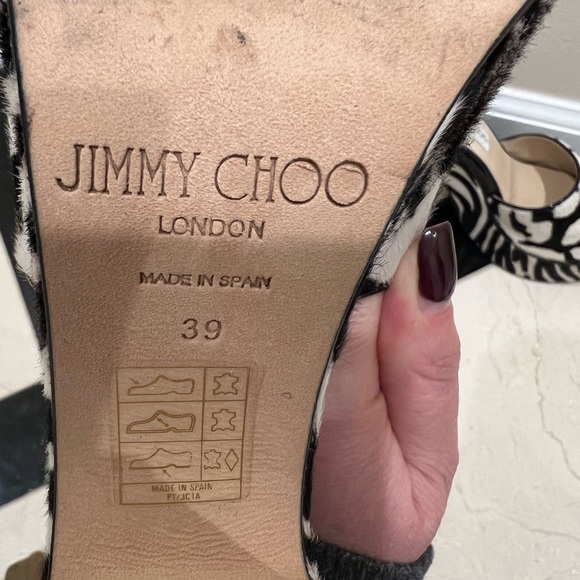 JIMMY CHOO
LONDON
MADE IN SPAIN
39
MADE IN SPAIN
PT/JC1A